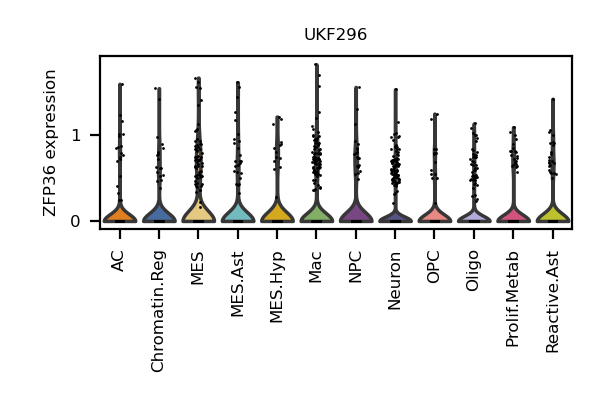 UKF296
ZFP36 expression
1
0
AC
Chromatin.Reg
MES
MES.Ast
MES.Hyp
Mac
NPC
Neuron
OPC
Oligo
Prolif.Metab
Reactive.Ast